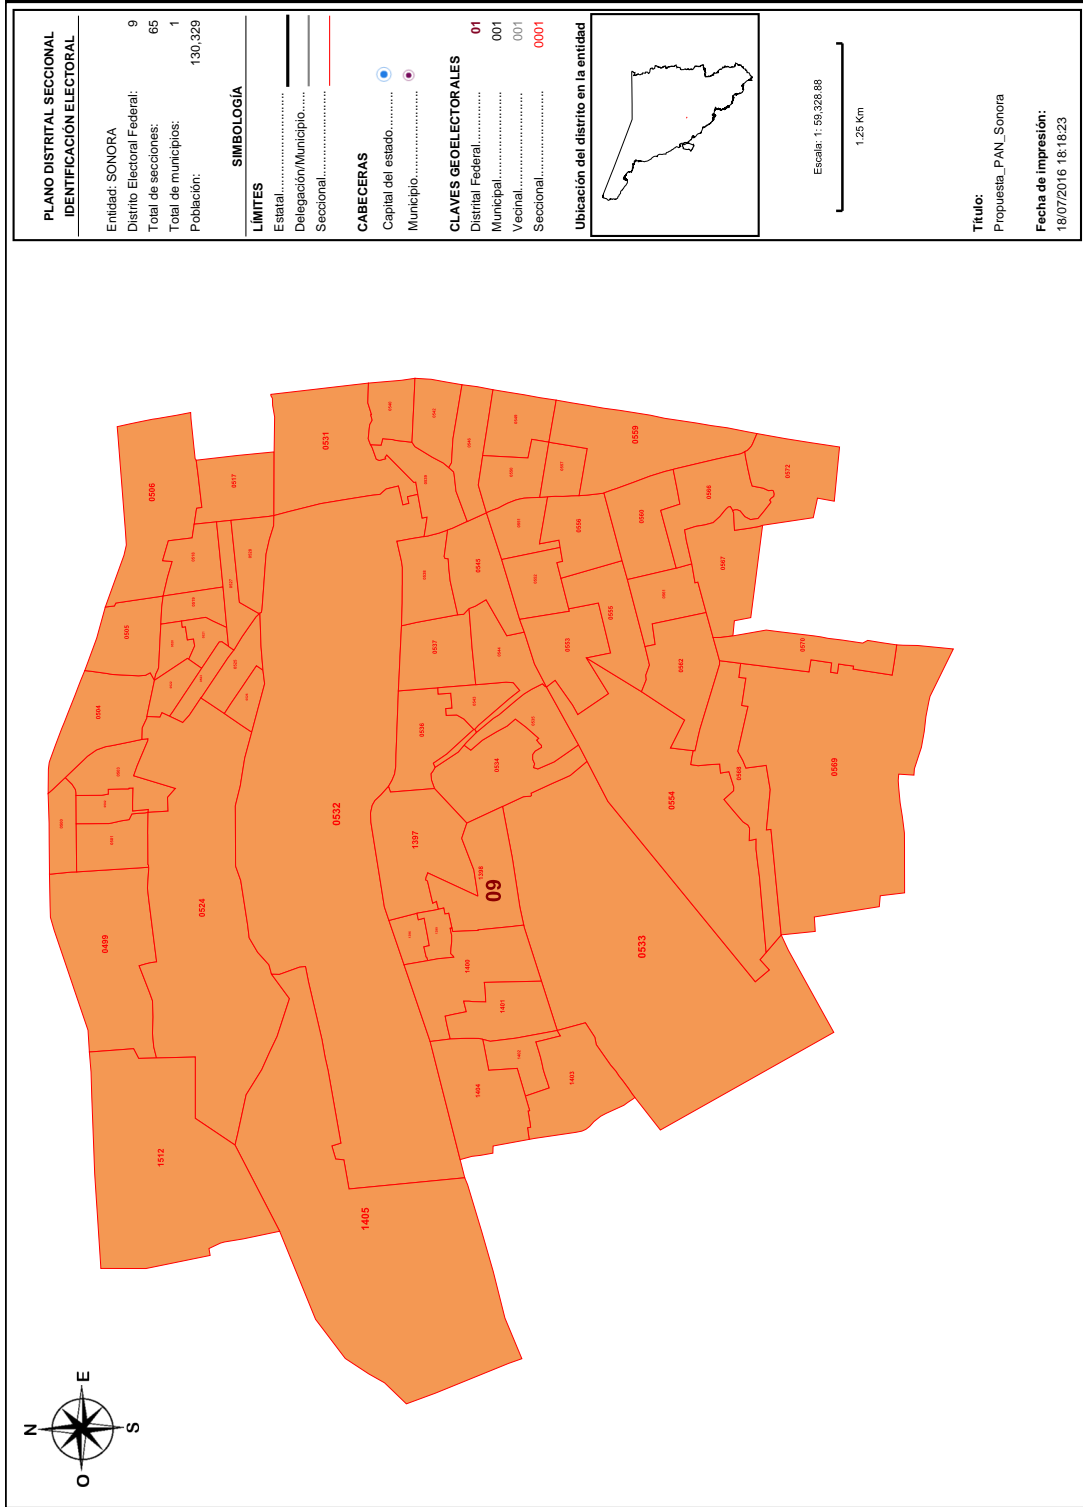 PLANO DISTRITAL SECCIONAL
IDENTIFICACIÓN ELECTORAL
Entidad: SONORA
Distrito Electoral Federal: 9
Total de secciones: 65
Total de municipios: 1
Población: 130,329
SIMBOLOGÍA
LÍMITES
Estatal
Delegación/Municipio
Seccional
CABECERAS
Capital del estado
Municipio
CLAVES GEOELECTORALES
Distrital Federal 01
Municipal 001
Vecinal 001
Seccional 0001
Ubicación del distrito en la entidad
Escala: 1: 59,328.88
1.25 Km
Título:
Propuesta_PAN_Sonora
Fecha de impresión:
18/07/2016 18:18:23
N
E
S
O
1512
0499
0504
0505
0506
0517
0524
0531
1405
0532
1397
1398
09
0536
0537
0545
0534
1400
1401
1404
1403
0533
0553
0555
0556
0559
0560
0562
0567
0572
0570
0554
0568
0569